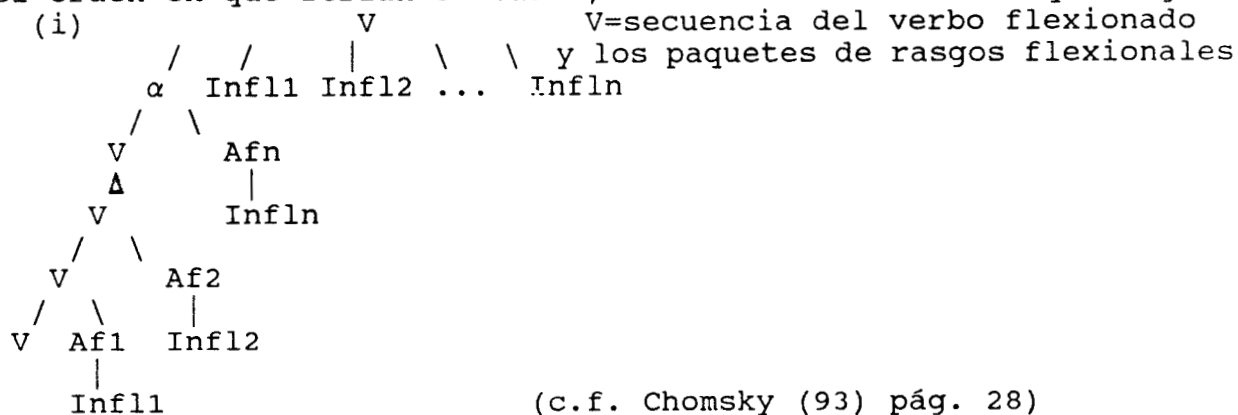 (i) V V=secuencia del verbo flexionado
/ / | \ \ y los paquetes de rasgos flexionales
α Infl1 Infl2 ... Infln
/ \
V Afn
Δ |
V Infln
/ \
V Af2
/ \ |
V Af1 Infl2
|
Infl1 (c.f. Chomsky (93) pág. 28)